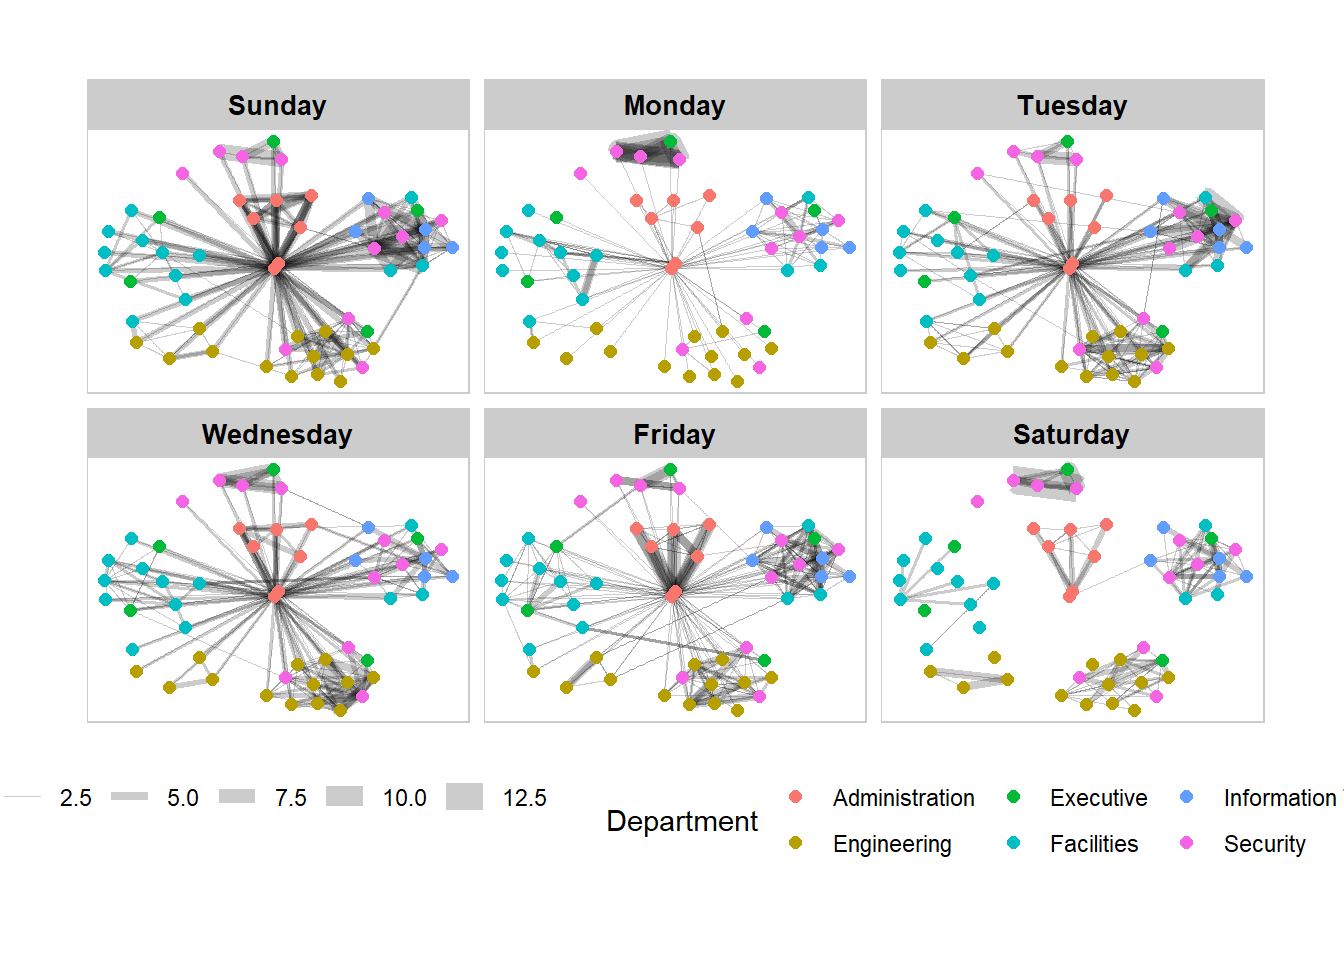 Sunday
Monday
Tuesday
Wednesday
Friday
Saturday
2.5 5.0 7.5 10.0 12.5
Department
Administration Executive Information
Engineering Facilities Security